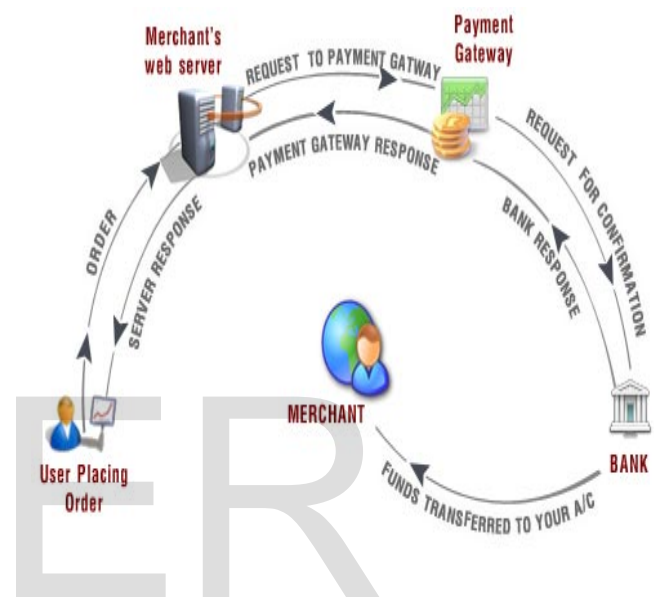 Merchant's
web server
Payment
Gateway
REQUEST TO PAYMENT GATWAY
PAYMENT GATEWAY RESPONSE
REQUEST FOR CONFIRMATION
BANK RESPONSE
ORDER
SERVER RESPONSE
MERCHANT
User Placing
Order
BANK
FUNDS TRANSFERRED TO YOUR A/C
ER